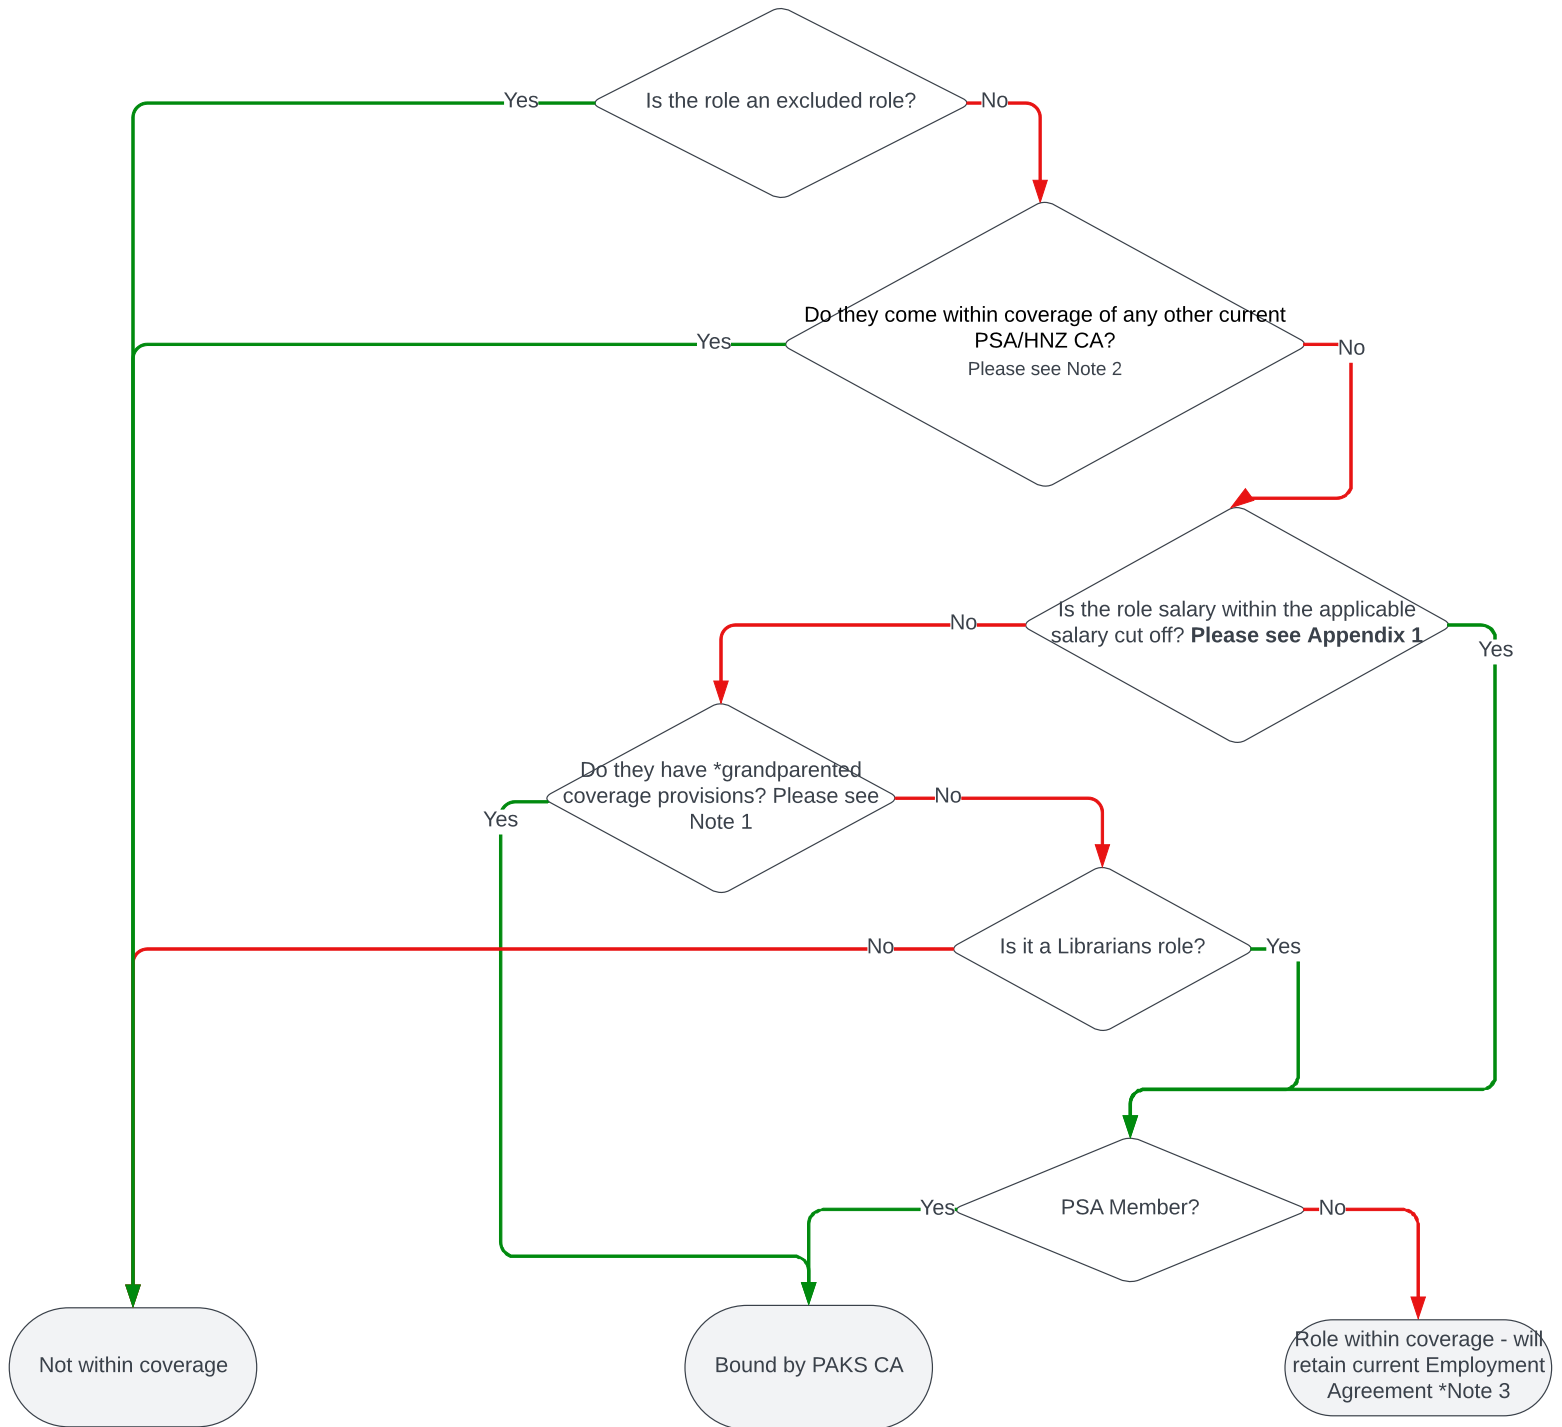 Is the role an excluded role?
Yes
No
Do they come within coverage of any other current
PSA/HNZ CA?
Please see Note 2
Yes
No
Is the role salary within the applicable
salary cut off? Please see Appendix 1
No
Yes
Do they have *grandparented
coverage provisions? Please see
Note 1
Yes
No
Is it a Librarians role?
No
Yes
PSA Member?
Yes
No
Not within coverage
Bound by PAKS CA
Role within coverage - will
retain current Employment
Agreement *Note 3